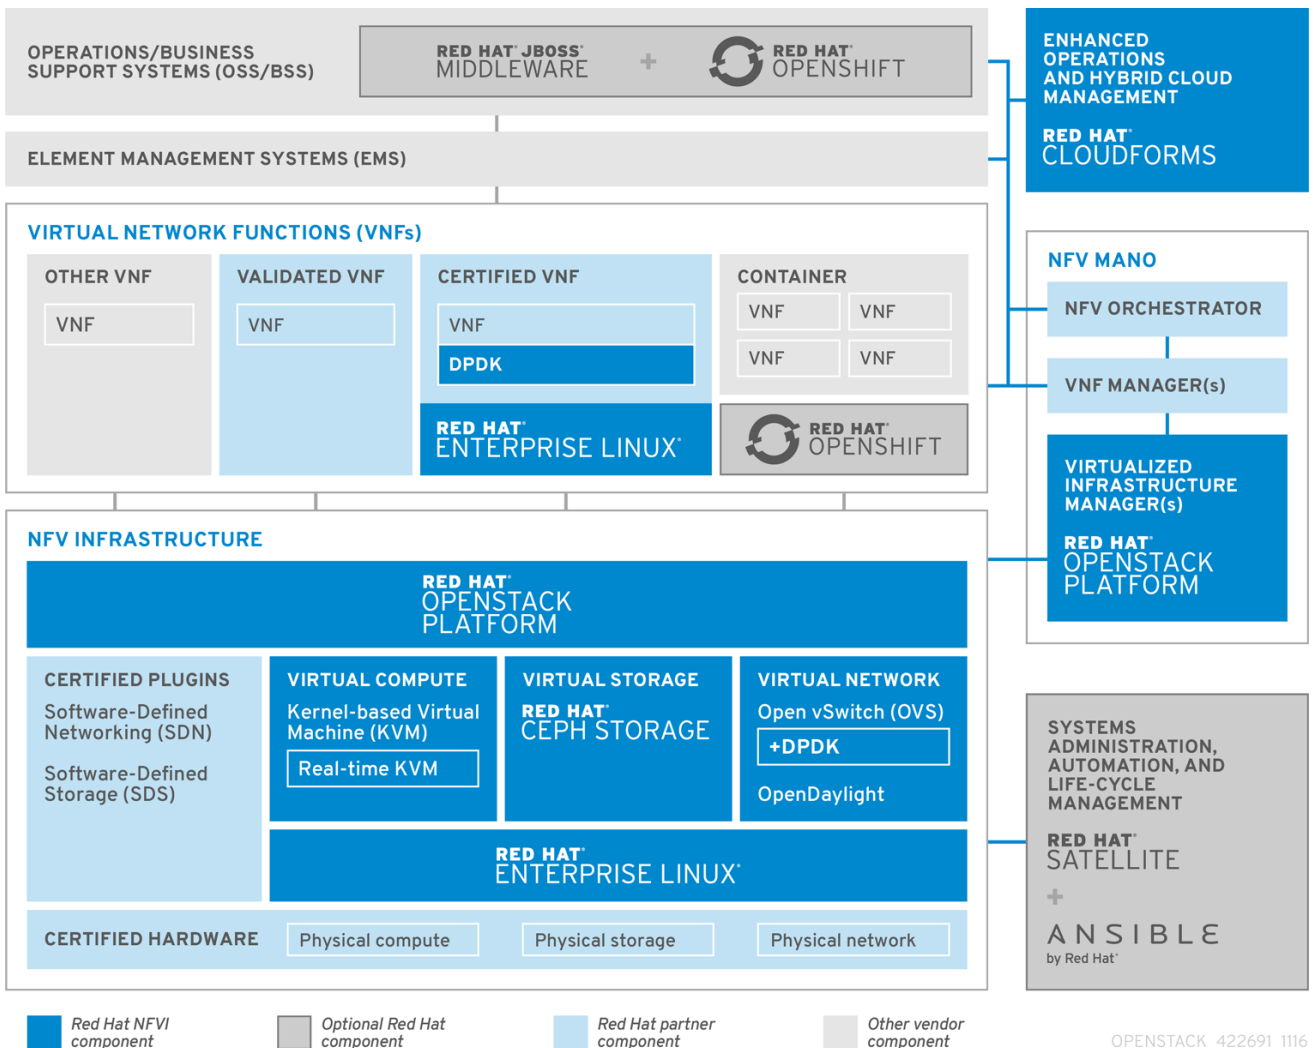 OPERATIONS/BUSINESS
SUPPORT SYSTEMS (OSS/BSS)
RED HAT® JBOSS®
MIDDLEWARE
+
RED HAT®
OPENSHIFT
ENHANCED
OPERATIONS
AND HYBRID CLOUD
MANAGEMENT
RED HAT®
CLOUDFORMS
ELEMENT MANAGEMENT SYSTEMS (EMS)
VIRTUAL NETWORK FUNCTIONS (VNFs)
OTHER VNF
VNF
VALIDATED VNF
VNF
CERTIFIED VNF
VNF
DPDK
RED HAT®
ENTERPRISE LINUX®
CONTAINER
VNF
VNF
VNF
VNF
RED HAT®
OPENSHIFT
NFV MANO
NFV ORCHESTRATOR
VNF MANAGER(s)
VIRTUALIZED
INFRASTRUCTURE
MANAGER(s)
RED HAT®
OPENSTACK
PLATFORM
NFV INFRASTRUCTURE
RED HAT®
OPENSTACK
PLATFORM
CERTIFIED PLUGINS
Software-Defined
Networking (SDN)
Software-Defined
Storage (SDS)
VIRTUAL COMPUTE
Kernel-based Virtual
Machine (KVM)
Real-time KVM
VIRTUAL STORAGE
RED HAT®
CEPH STORAGE
VIRTUAL NETWORK
Open vSwitch (OVS)
+DPDK
OpenDaylight
RED HAT®
ENTERPRISE LINUX®
CERTIFIED HARDWARE
Physical compute
Physical storage
Physical network
SYSTEMS
ADMINISTRATION,
AUTOMATION, AND
LIFE-CYCLE
MANAGEMENT
RED HAT®
SATELLITE
+
ANSIBLE
by Red Hat®
Red Hat NFVI
component
Optional Red Hat
component
Red Hat partner
component
Other vendor
component
OPENSTACK_422691_1116